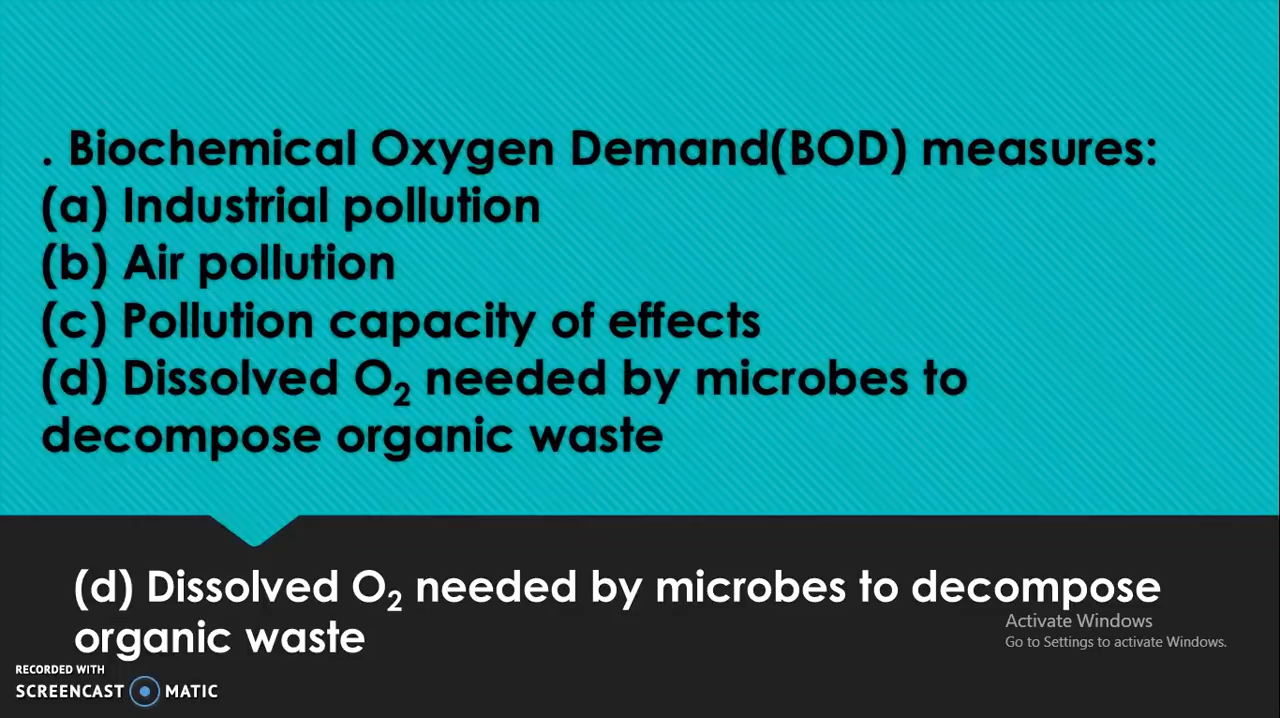 . Biochemical Oxygen Demand(BOD) measures:
(a) Industrial pollution
(b) Air pollution
(c) Pollution capacity of effects
(d) Dissolved O₂ needed by microbes to
decompose organic waste
(d) Dissolved O₂ needed by microbes to decompose
organic waste
Activate Windows
Go to Settings to activate Windows.
RECORDED WITH
SCREENCAST MATIC